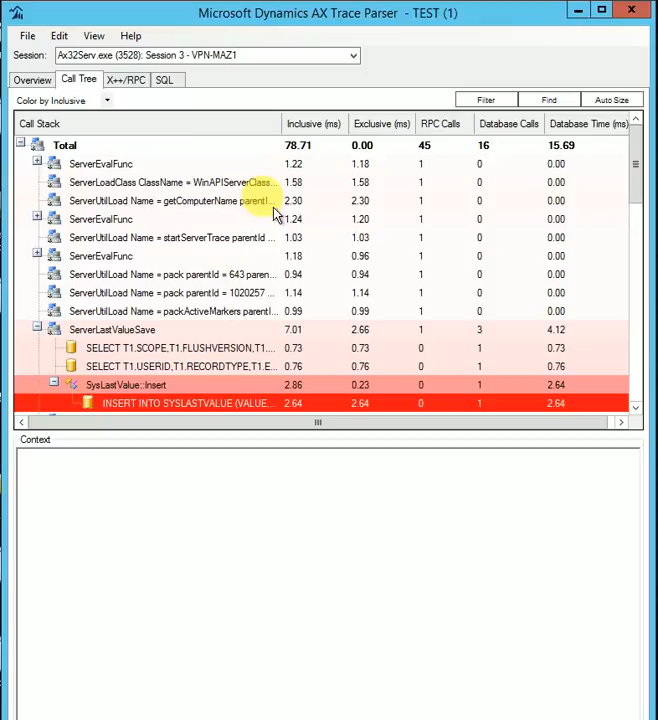 Microsoft Dynamics AX Trace Parser - TEST (1)
File Edit View Help
Session: Ax32Serv.exe (3528): Session 3 - VPN-MAZ1
Overview Call Tree X++/RPC SQL
Color by Inclusive Filter Find Auto Size
Call Stack Inclusive (ms) Exclusive (ms) RPC Calls Database Calls Database Time (ms)
Total 78.71 0.00 45 16 15.69
ServerEvalFunc 1.22 1.18 1 0 0.00
ServerLoadClass ClassName = WinAPIServerClass... 1.58 1.58 1 0 0.00
ServerUtilLoad Name = getComputerName parentI... 2.30 2.30 1 0 0.00
ServerEvalFunc 1.24 1.20 1 0 0.00
ServerUtilLoad Name = startServerTrace parentId ... 1.03 1.03 1 0 0.00
ServerEvalFunc 1.18 0.96 1 0 0.00
ServerUtilLoad Name = pack parentId = 643 paren... 0.94 0.94 1 0 0.00
ServerUtilLoad Name = pack parentId = 1020257 ... 1.14 1.14 1 0 0.00
ServerUtilLoad Name = packActiveMarkers parentI... 0.99 0.99 1 0 0.00
ServerLastValueSave 7.01 2.66 1 3 4.12
SELECT T1.SCOPE,T1.FLUSHVERSION,T1.... 0.73 0.73 0 1 0.73
SELECT T1.USERID,T1.RECORDTYPE,T1.E... 0.76 0.76 0 1 0.76
SysLastValue::Insert 2.86 0.23 0 1 2.64
INSERT INTO SYSLASTVALUE (VALUE,... 2.64 2.64 0 1 2.64
Context